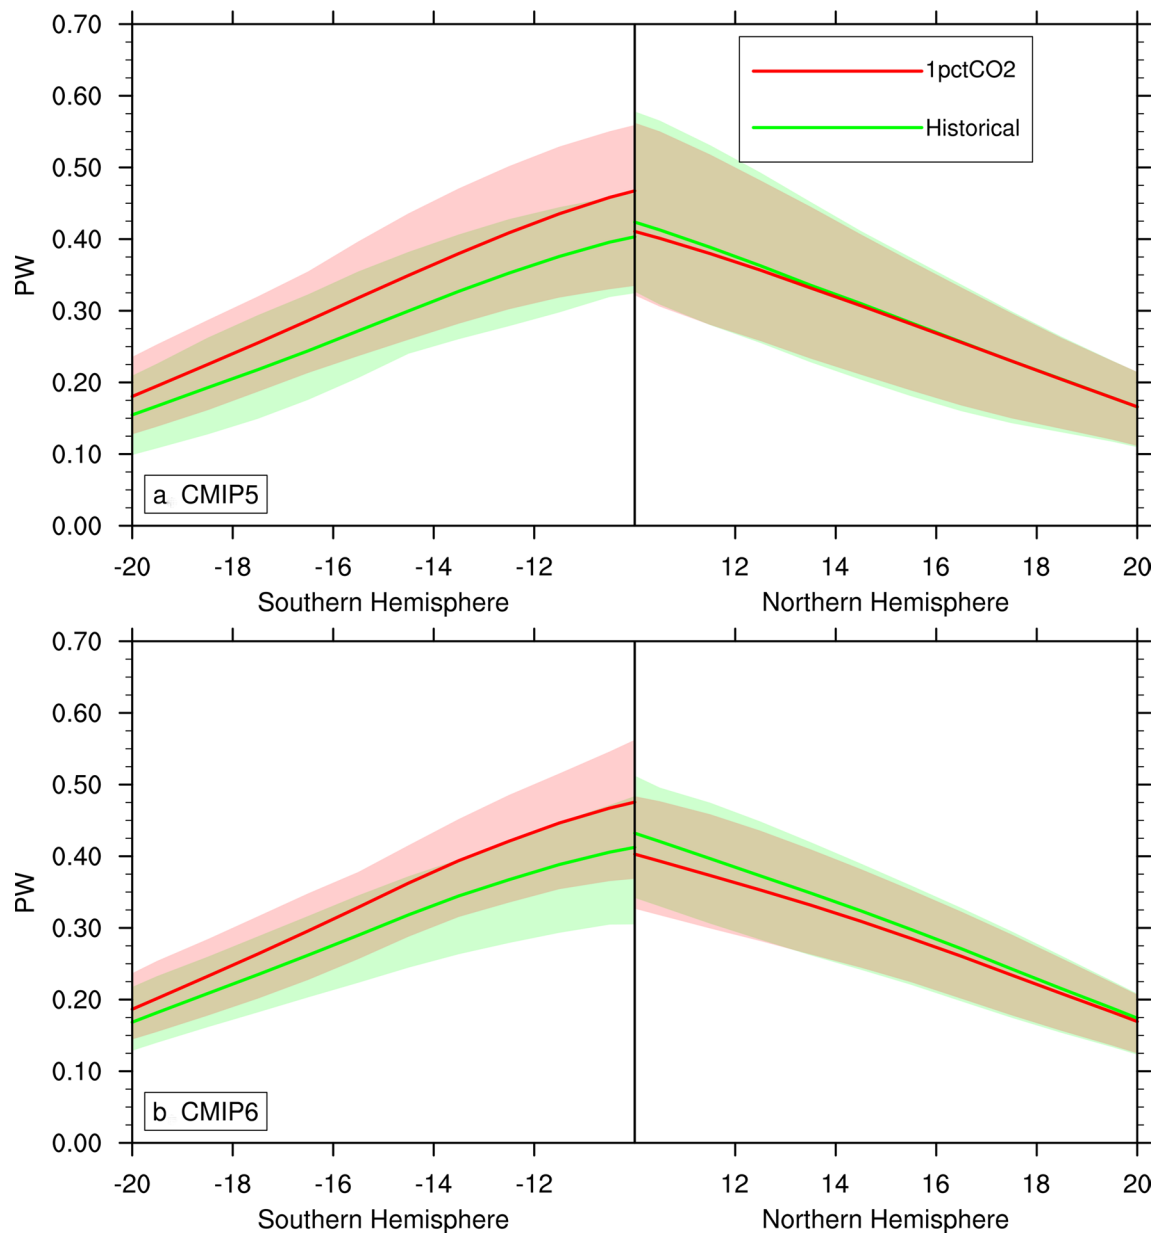 0.70
0.60
0.50
0.40
0.30
0.20
0.10
0.00
PW
1pctCO2
Historical
a CMIP5
-20 -18 -16 -14 -12 12 14 16 18 20
Southern Hemisphere Northern Hemisphere
0.70
0.60
0.50
0.40
0.30
0.20
0.10
0.00
PW
b CMIP6
-20 -18 -16 -14 -12 12 14 16 18 20
Southern Hemisphere Northern Hemisphere